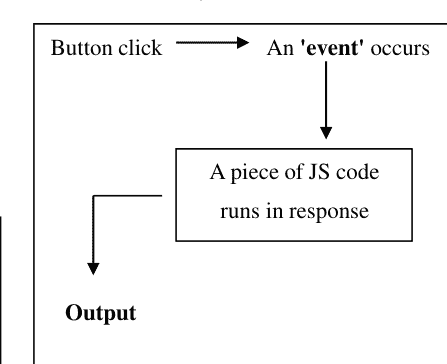 Button click
An 'event' occurs
A piece of JS code
runs in response
Output